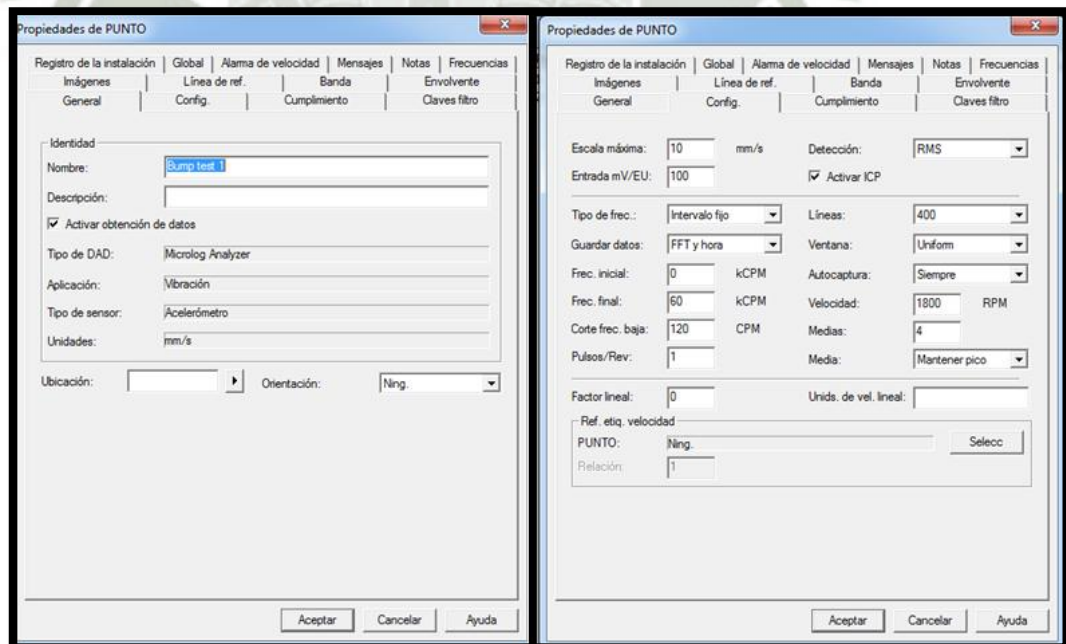 Propiedades de PUNTO
Registro de la instalación Global Alarma de velocidad Mensajes Notas Frecuencias
Imágenes Línea de ref. Banda Envolvente
General Config. Cumplimiento Claves filtro
Identidad
Nombre: Bump test 1
Descripción:
Activar obtención de datos
Tipo de DAD: Microlog Analyzer
Aplicación: Vibración
Tipo de sensor: Acelerómetro
Unidades: mm/s
Ubicación: Orientación: Ning.
Aceptar Cancelar Ayuda
Propiedades de PUNTO
Registro de la instalación Global Alarma de velocidad Mensajes Notas Frecuencias
Imágenes Línea de ref. Banda Envolvente
General Config. Cumplimiento Claves filtro
Escala máxima: 10 mm/s Detección: RMS
Entrada mV/EU: 100 Activar ICP
Tipo de frec.: Intervalo fijo Líneas: 400
Guardar datos: FFT y hora Ventana: Uniform
Frec. inicial: 0 kCPM Autocaptura: Siempre
Frec. final: 60 kCPM Velocidad: 1800 RPM
Corte frec. baja: 120 CPM Medias: 4
Pulsos/Rev: 1 Media: Mantener pico
Factor lineal: 0 Unids. de vel. lineal:
Ref. etiq. velocidad
PUNTO: Ning. Selecc
Relación: 1
Aceptar Cancelar Ayuda